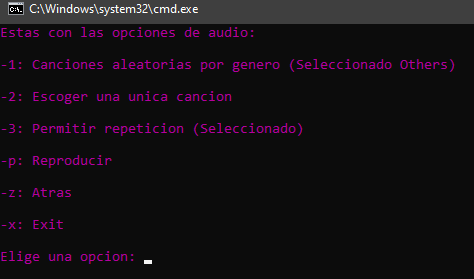 C:\Windows\system32\cmd.exe
Estas con las opciones de audio:
-1: Canciones aleatorias por genero (Seleccionado Others)
-2: Escoger una unica cancion
-3: Permitir repeticion (Seleccionado)
-p: Reproducir
-z: Atras
-x: Exit
Elige una opcion: